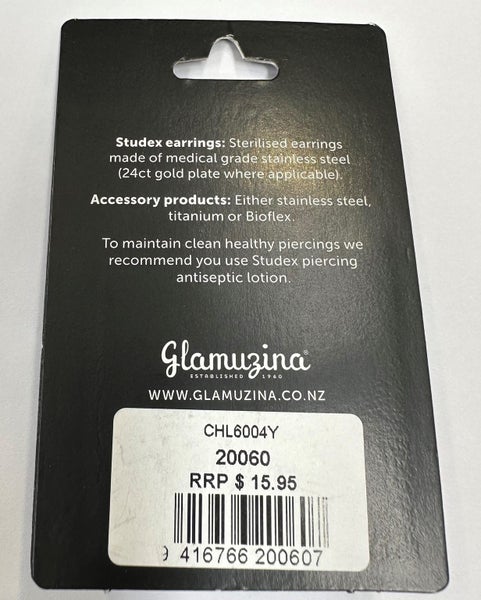 Studex earrings: Sterilised earrings
made of medical grade stainless steel
(24ct gold plate where applicable).
Accessory products: Either stainless steel,
titanium or Bioflex.
To maintain clean healthy piercings we
recommend you use Studex piercing
antiseptic lotion.
Glamuzina®
ESTABLISHED 1960
WWW.GLAMUZINA.CO.NZ
CHL6004Y
20060
RRP $ 15.95
9 416766 200607